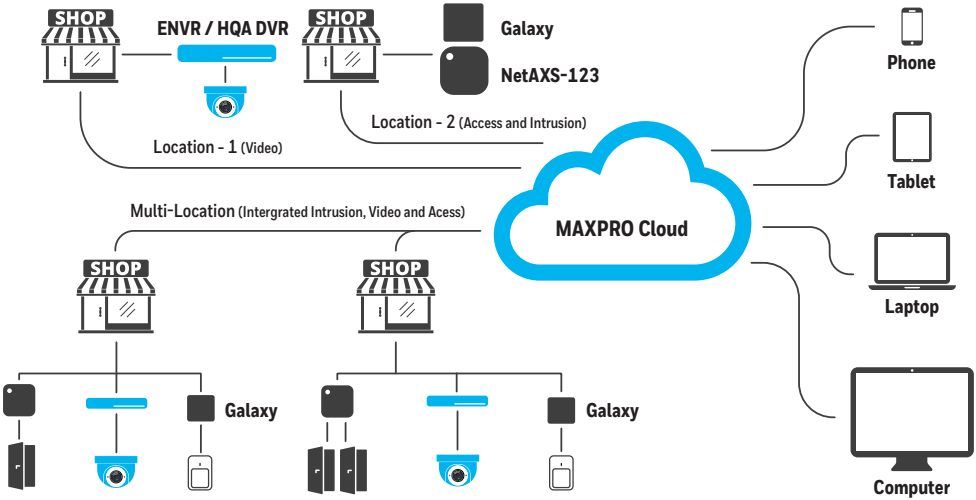 SHOP
ENVR / HQA DVR
SHOP
Galaxy
NetAXS-123
Phone
Location - 2 (Access and Intrusion)
Location - 1 (Video)
Tablet
Multi-Location (Intergrated Intrusion, Video and Acess)
MAXPRO Cloud
SHOP
SHOP
Laptop
Galaxy
Galaxy
Computer